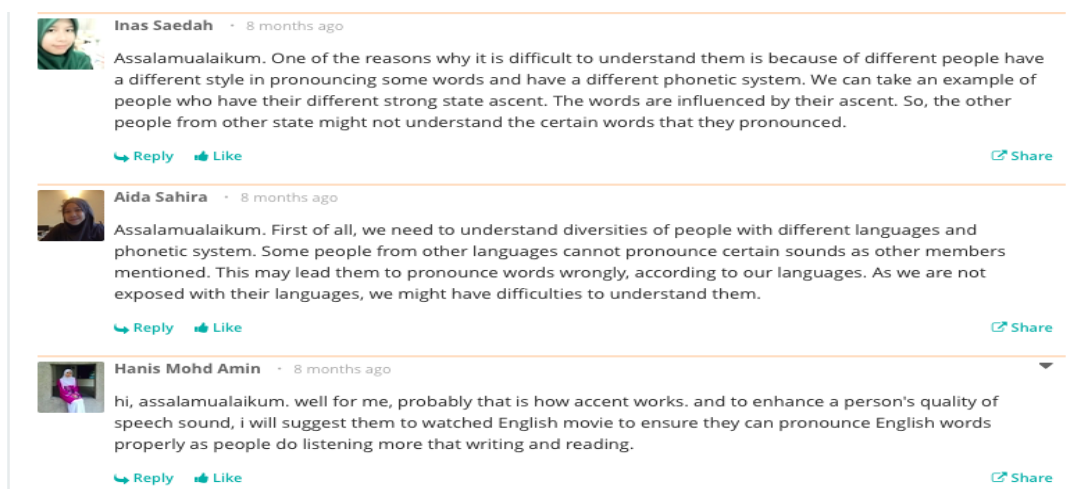 Inas Saedah · 8 months ago
Assalamualaikum. One of the reasons why it is difficult to understand them is because of different people have
a different style in pronouncing some words and have a different phonetic system. We can take an example of
people who have their different strong state ascent. The words are influenced by their ascent. So, the other
people from other state might not understand the certain words that they pronounced.
Reply Like Share
Aida Sahira · 8 months ago
Assalamualaikum. First of all, we need to understand diversities of people with different languages and
phonetic system. Some people from other languages cannot pronounce certain sounds as other members
mentioned. This may lead them to pronounce words wrongly, according to our languages. As we are not
exposed with their languages, we might have difficulties to understand them.
Reply Like Share
Hanis Mohd Amin · 8 months ago
hi, assalamualaikum. well for me, probably that is how accent works. and to enhance a person's quality of
speech sound, i will suggest them to watched English movie to ensure they can pronounce English words
properly as people do listening more that writing and reading.
Reply Like Share